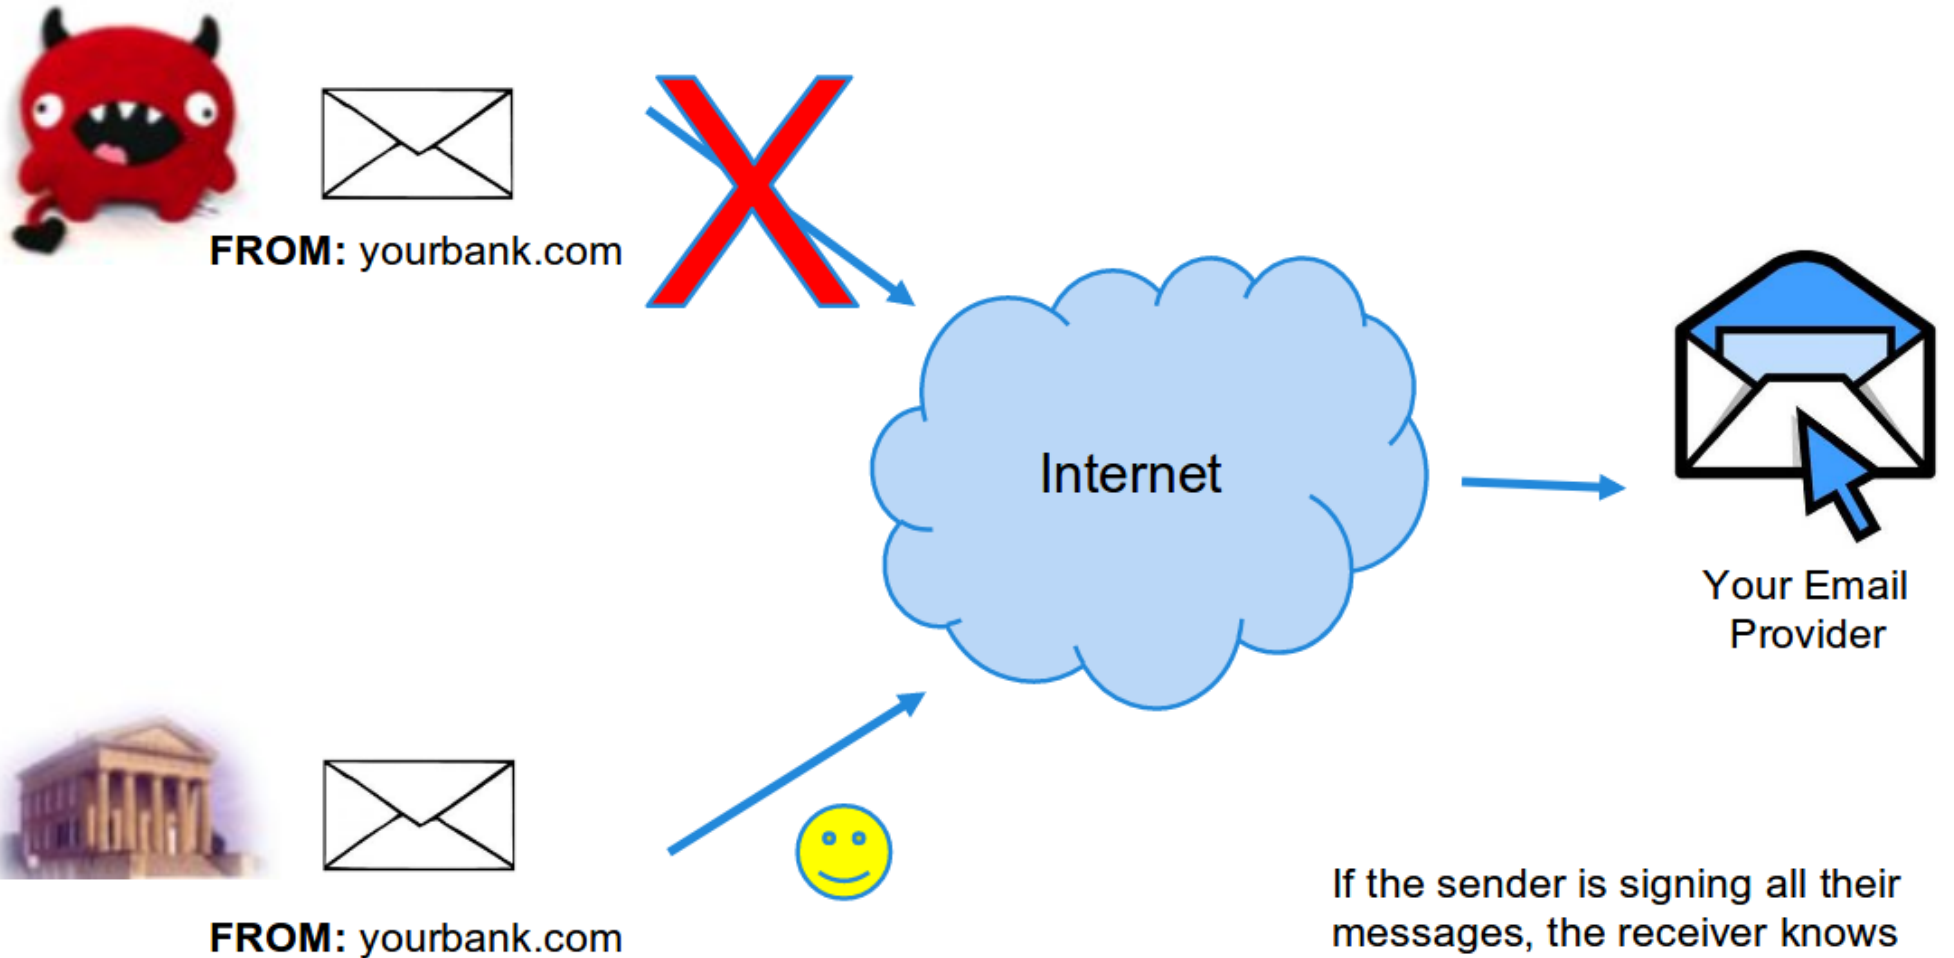 FROM: yourbank.com
Internet
Your Email
Provider
FROM: yourbank.com
If the sender is signing all their
messages, the receiver knows